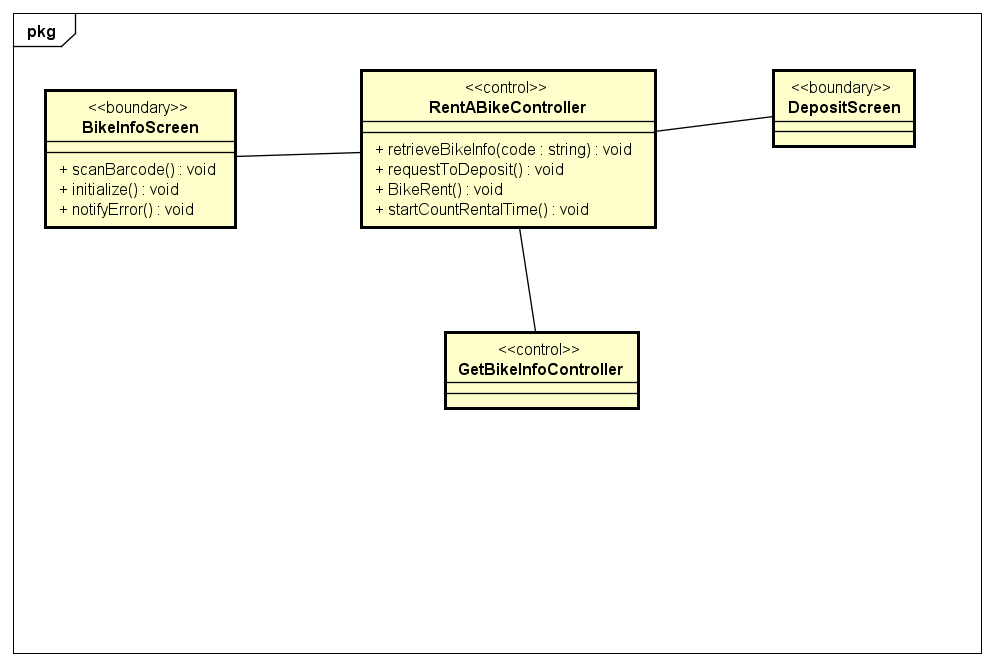 pkg
<<boundary>>
BikeInfoScreen
+ scanBarcode() : void
+ initialize() : void
+ notifyError() : void
<<control>>
RentABikeController
+ retrieveBikeInfo(code : string) : void
+ requestToDeposit() : void
+ BikeRent() : void
+ startCountRentalTime() : void
<<boundary>>
DepositScreen
<<control>>
GetBikeInfoController